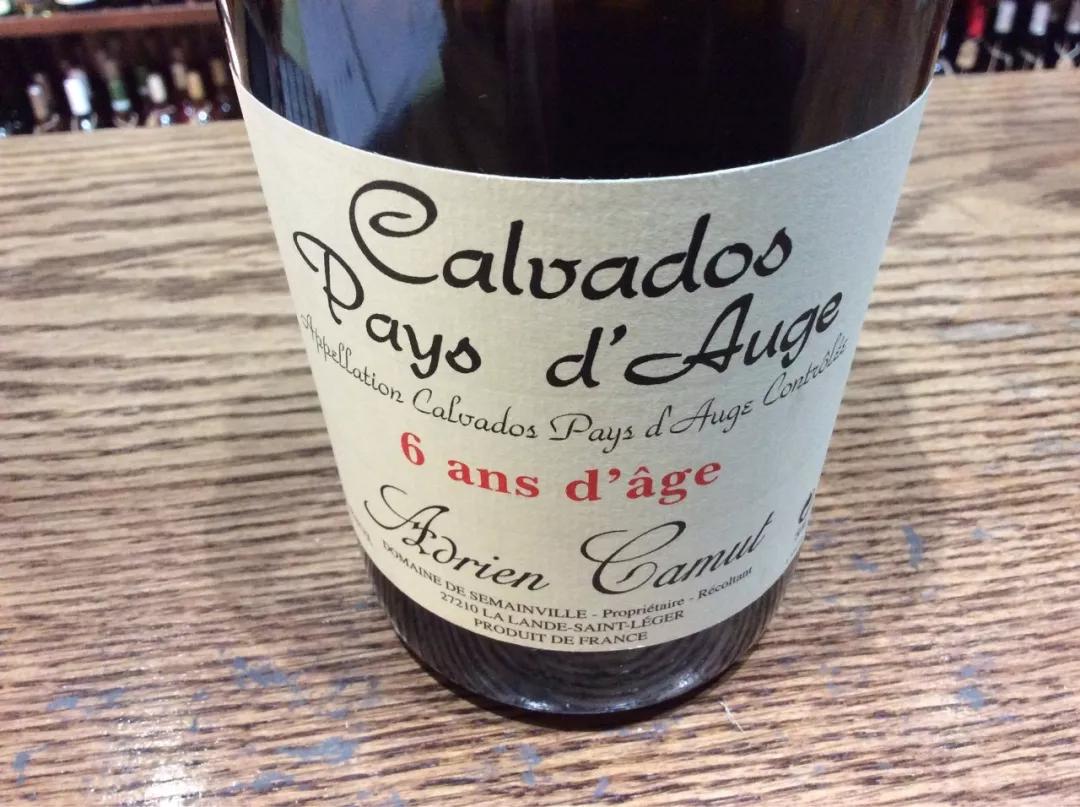 Calvados
Pays d'Auge
Appellation Calvados Pays d'Auge Contrôlée
6 ans d'âge
Adrien Camut
DOMAINE DE SEMAINVILLE - Propriétaire - Récoltant
27210 LA LANDE-SAINT-LÉGER
PRODUIT DE FRANCE